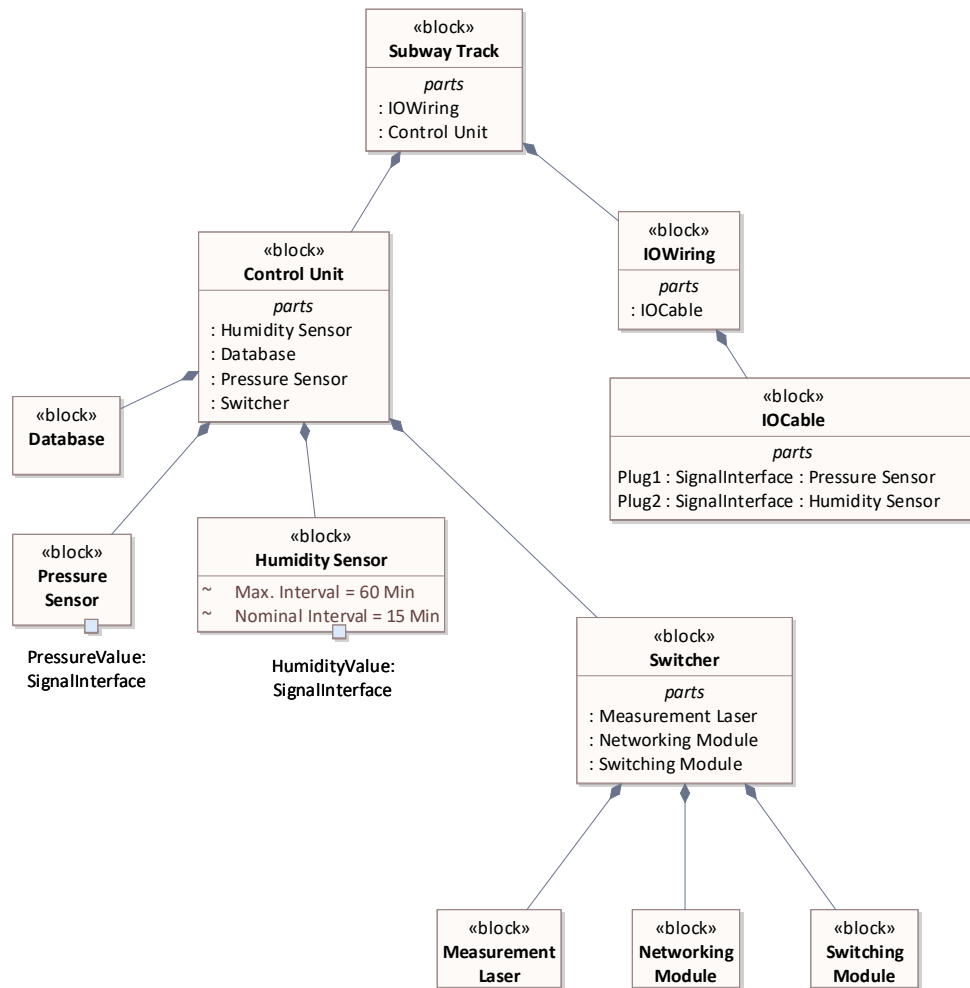 «block»
Subway Track
parts
: IOWiring
: Control Unit
«block»
IOWiring
parts
: IOCable
«block»
Control Unit
parts
: Humidity Sensor
: Database
: Pressure Sensor
: Switcher
«block»
IOCable
parts
Plug1 : SignalInterface : Pressure Sensor
Plug2 : SignalInterface : Humidity Sensor
«block»
Database
«block»
Pressure
Sensor
PressureValue:
SignalInterface
«block»
Humidity Sensor
~ Max. Interval = 60 Min
~ Nominal Interval = 15 Min
HumidityValue:
SignalInterface
«block»
Switcher
parts
: Measurement Laser
: Networking Module
: Switching Module
«block»
Measurement
Laser
«block»
Networking
Module
«block»
Switching
Module